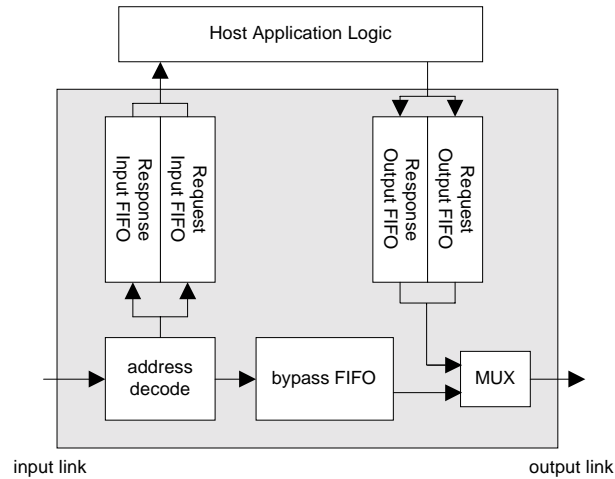 Host Application Logic
Response
Input FIFO
Request
Input FIFO
Response
Output FIFO
Request
Output FIFO
address
decode
bypass FIFO
MUX
input link
output link